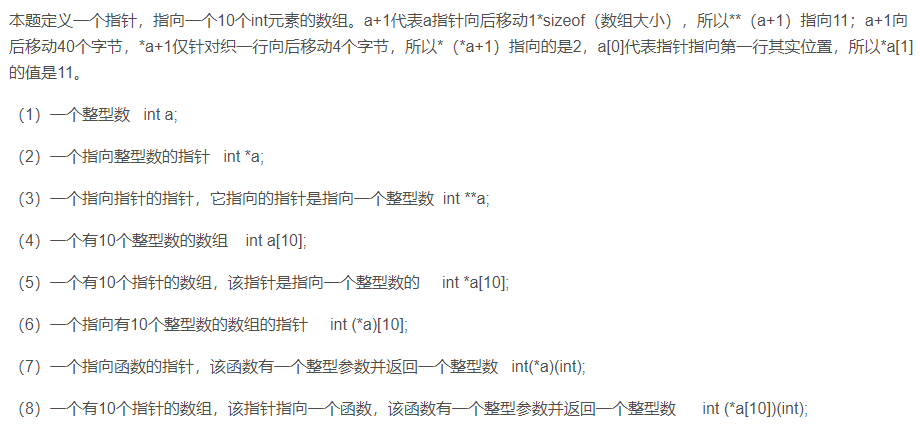 本题定义一个指针，指向一个10个int元素的数组。a+1代表a指针向后移动1*sizeof（数组大小），所以**（a+1）指向11；a+1向
后移动40个字节，*a+1仅针对织一行向后移动4个字节，所以*（*a+1）指向的是2，a[0]代表指针指向第一行其实位置，所以*a[1]
的值是11。
（1）一个整型数 int a;
（2）一个指向整型数的指针 int *a;
（3）一个指向指针的指针，它指向的指针是指向一个整型数 int **a;
（4）一个有10个整型数的数组 int a[10];
（5）一个有10个指针的数组，该指针是指向一个整型数的 int *a[10];
（6）一个指向有10个整型数的数组的指针 int (*a)[10];
（7）一个指向函数的指针，该函数有一个整型参数并返回一个整型数 int(*a)(int);
（8）一个有10个指针的数组，该指针指向一个函数，该函数有一个整型参数并返回一个整型数 int (*a[10])(int);